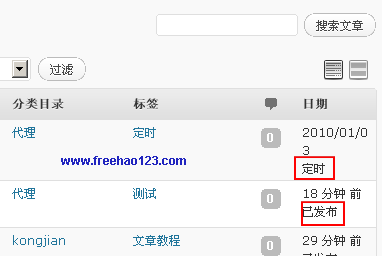 搜索文章
过滤
分类目录 标签 日期
代理 定时 0 2010/01/03
定时
www.freehao123.com
代理 测试 0 18 分钟 前
已发布
kongjian 文章教程 0 29 分钟 前